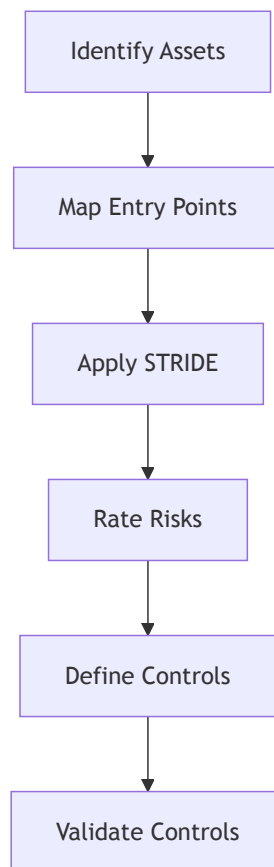 Identify Assets
Map Entry Points
Apply STRIDE
Rate Risks
Define Controls
Validate Controls